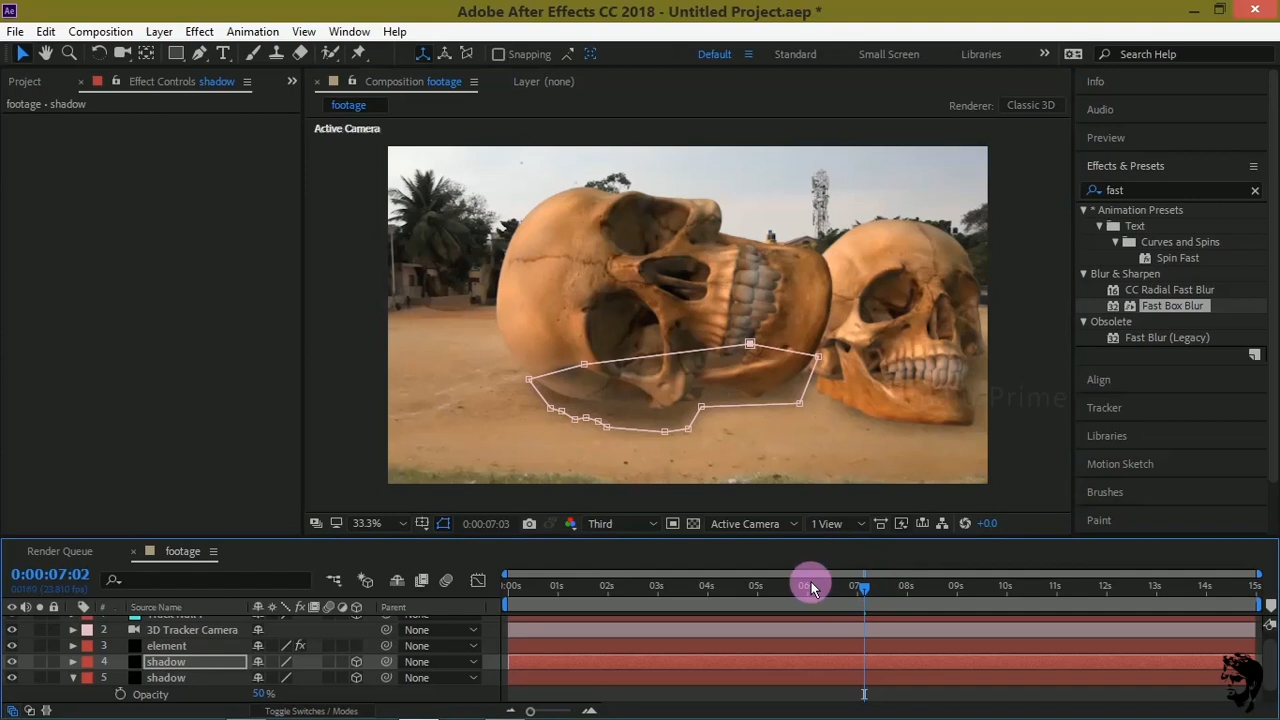 Adobe After Effects CC 2018 - Untitled Project.aep *
File Edit Composition Layer Effect Animation View Window Help
Snapping Default Standard Small Screen Libraries Search Help
Project Effect Controls shadow Composition footage Layer (none) Info
footage - shadow footage Renderer: Classic 3D Audio
Active Camera Preview
Effects & Presets
fast
* Animation Presets
Text
Curves and Spins
Spin Fast
Blur & Sharpen
CC Radial Fast Blur
Fast Box Blur
Obsolete
Fast Blur (Legacy)
Align
Prime
Tracker
Libraries
Motion Sketch
Brushes
Paint
33.3% 0:00:07:03 Third Active Camera 1 View +0.0
Render Queue footage
0:00:07:02
00169 (23.810 fps)
:00s 01s 02s 03s 04s 05s 06s 07s 08s 09s 10s 11s 12s 13s 14s 15s
# Source Name Parent
2 3D Tracker Camera None
3 element None
4 shadow None
5 shadow None
Opacity 50 %
Toggle Switches / Modes